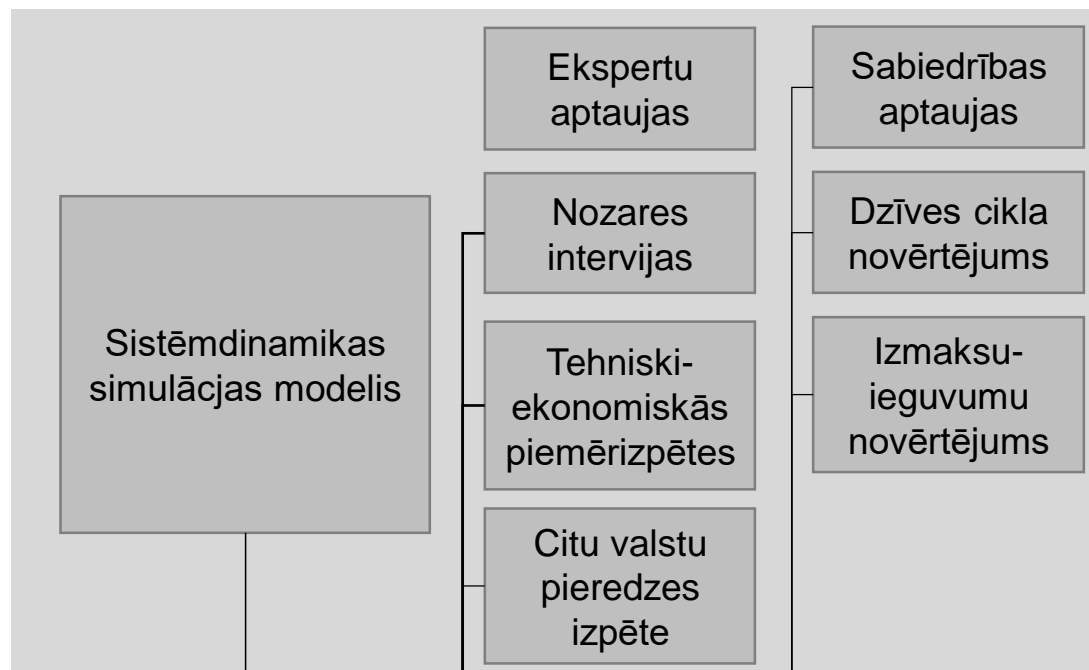 Sistēmdinamikas
simulācjas modelis
Ekspertu
aptaujas
Nozares
intervijas
Tehniski-
ekonomiskās
piemērizpētes
Citu valstu
pieredzes
izpēte
Sabiedrības
aptaujas
Dzīves cikla
novērtējums
Izmaksu-
ieguvumu
novērtējums